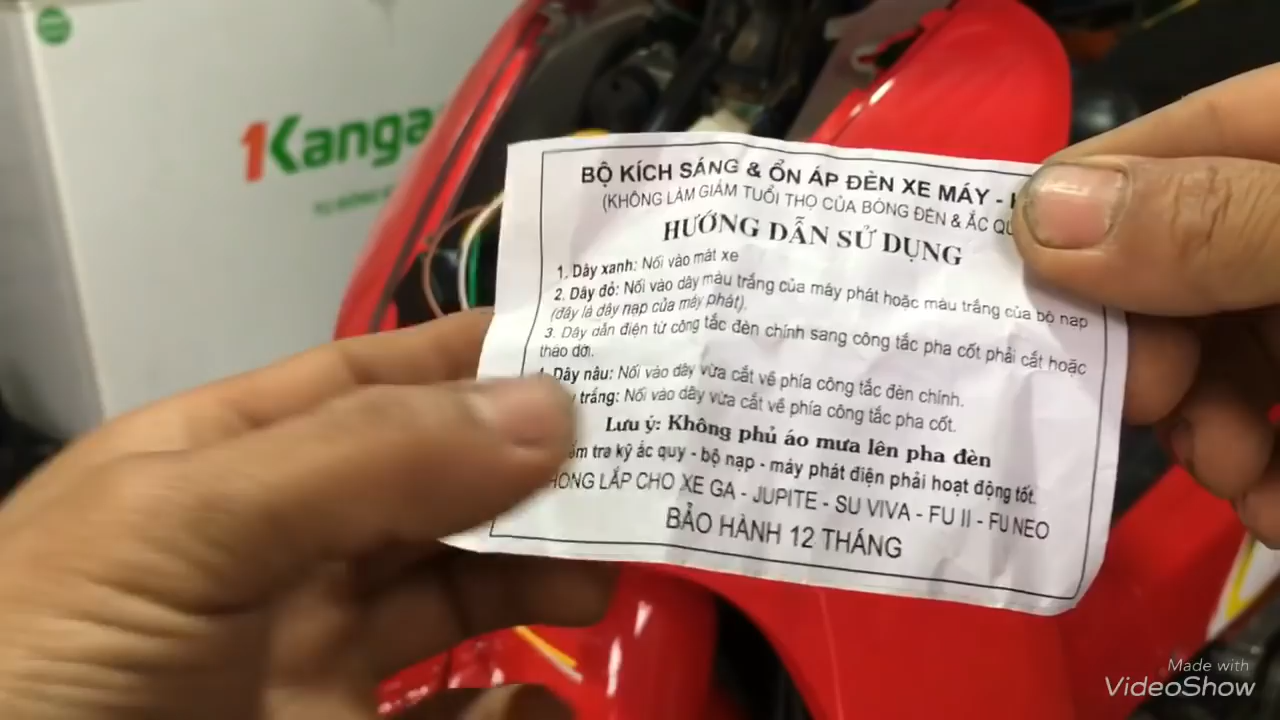 1Kanga
BỘ KÍCH SÁNG & ỔN ÁP ĐÈN XE MÁY -
(KHÔNG LÀM GIẢM TUỔI THỌ CỦA BÓNG ĐÈN & ẮC
HƯỚNG DẪN SỬ DỤNG
1. Dây xanh: Nối vào mát xe
2. Dây đỏ: Nối vào dây màu trắng của máy phát hoặc màu trắng của bộ nạp
(dây là dây nạp của máy phát).
3. Dây dẫn điện từ công tắc đèn chính sang công tắc pha cốt phải cắt hoặc
tháo dời.
Dây nâu: Nối vào dây vừa cắt về phía công tắc đèn chính.
trắng: Nối vào dây vừa cắt về phía công tắc pha cốt.
Lưu ý: Không phủ áo mưa lên pha đèn
tra kỹ ắc quy - bộ nạp - máy phát điện phải hoạt động tốt.
LẮP CHO XE GA - JUPITE - SU VIVA - FU II - FU NEO
BẢO HÀNH 12 THÁNG
Made with
VideoShow